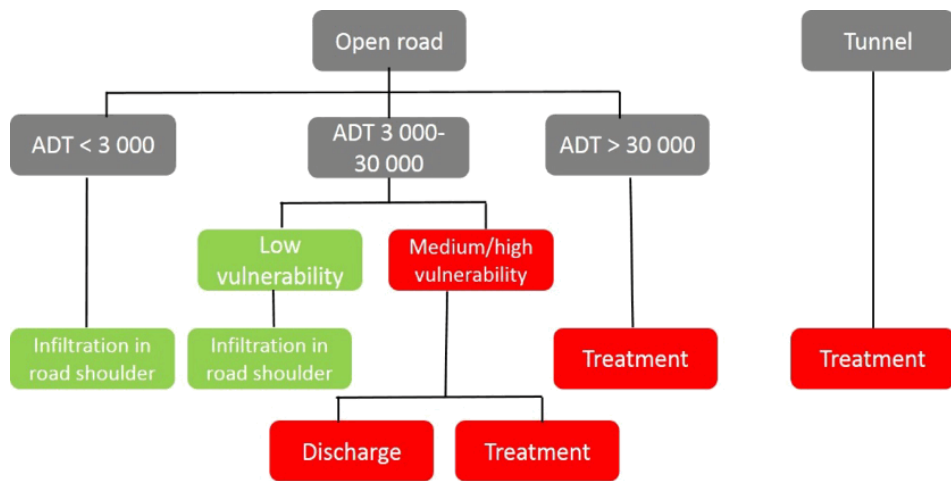 Open road
Tunnel
ADT < 3 000
ADT 3 000-
30 000
ADT > 30 000
Low
vulnerability
Medium/high
vulnerability
Infiltration in
road shoulder
Infiltration in
road shoulder
Treatment
Treatment
Discharge
Treatment